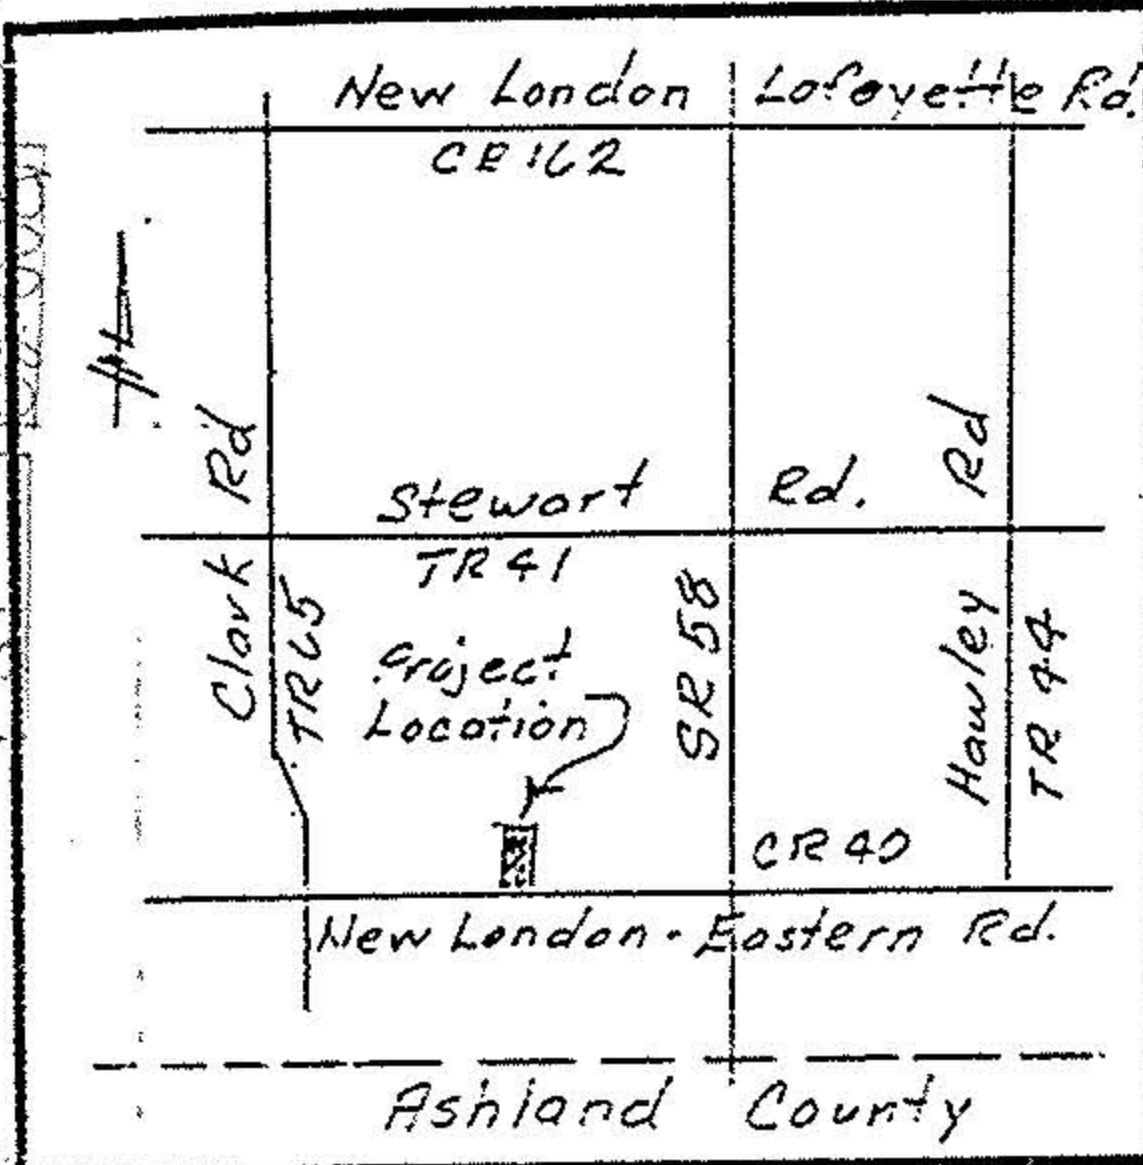 New London Lafayette Rd.
CR 162
Clark Rd
TR 65
Stewart Rd.
TR 41
Project
Location
SR 58
Hawley Rd
TR 44
CR 40
New London-Eastern Rd.
Ashland County